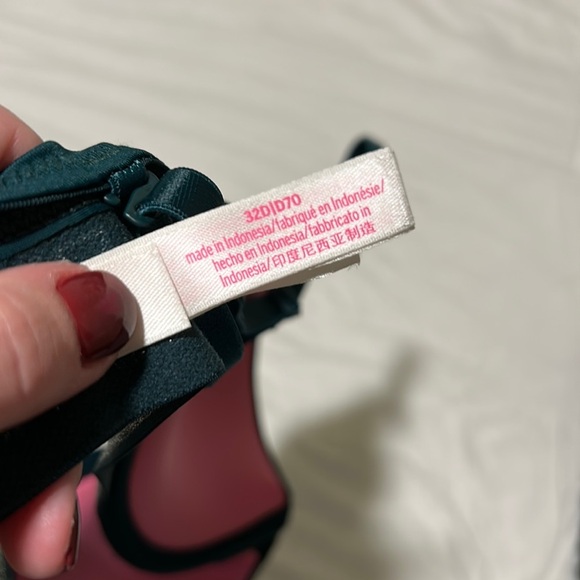 32D|D70
made in Indonesia/fabriqué en Indonésie/
hecho en Indonesia/fabbricato in
Indonesia/印度尼西亚制造